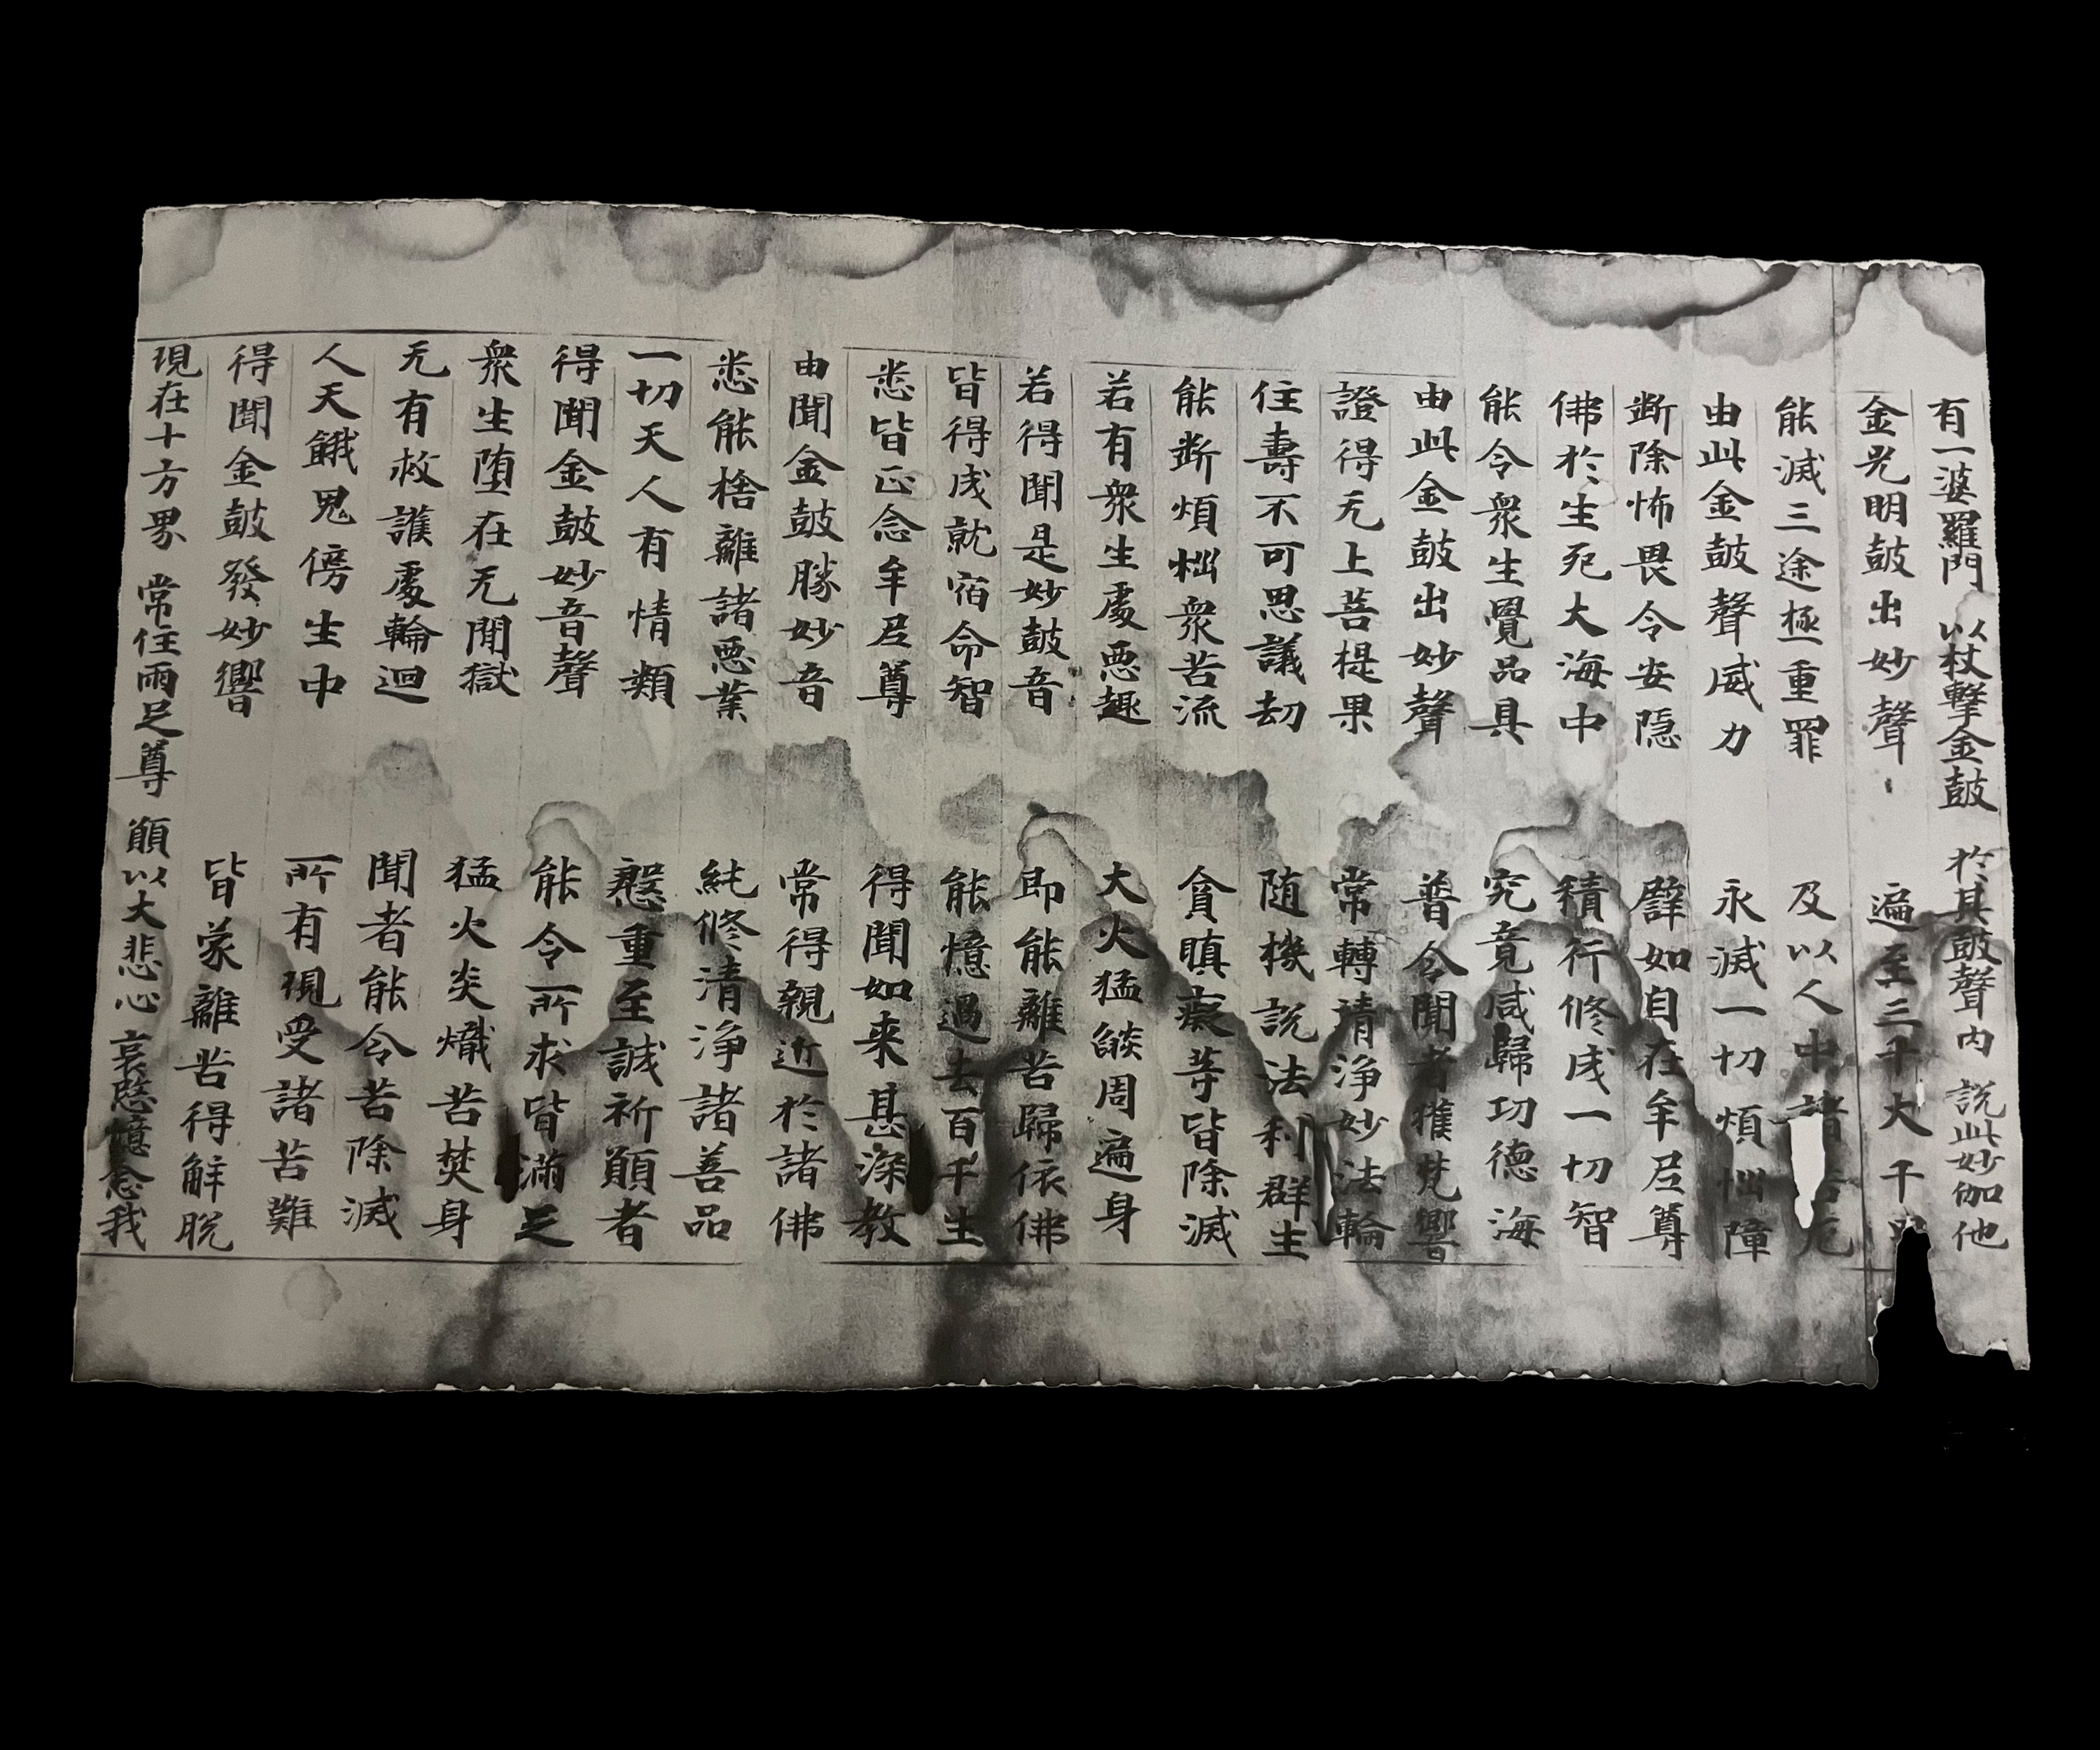 有一婆羅門 以杖擊金鼓 於其鼓聲內 說此妙伽他
金光明鼓出妙聲 遍至三千大千
能滅三途極重罪 及以人中諸苦厄
由此金鼓聲威力 永滅一切煩惱障
斷除怖畏令安隱 譬如自在牟尼尊
佛於生死大海中 積行修成一切智
能令眾生覺品具 究竟咸歸功德海
由此金鼓出妙聲 普令聞者獲梵響
證得无上菩提果 常轉清淨妙法輪
住壽不可思議劫 随機說法利群生
能斷煩惱衆苦流 貪瞋癡等皆除滅
若有衆生處惡趣 大火猛燄周遍身
若得聞是妙鼓音 即能離苦歸依佛
皆得成就宿命智 能憶過去百千生
悉皆正念牟尼尊 得聞如来甚深教
由聞金鼓勝妙音 常得親近於諸佛
悉能捨離諸惡業 純修清淨諸善品
一切天人有情類 慇重至誠祈願者
得聞金鼓妙音聲 能令所求皆滿足
衆生堕在无間獄 猛火炎熾苦焚身
无有救護處輪迴 聞者能令苦除滅
人天餓鬼傍生中 所有現受諸苦難
得聞金鼓發妙響 皆蒙離苦得解脫
現在十方界 常住兩足尊 願以大悲心 哀愍憶念我